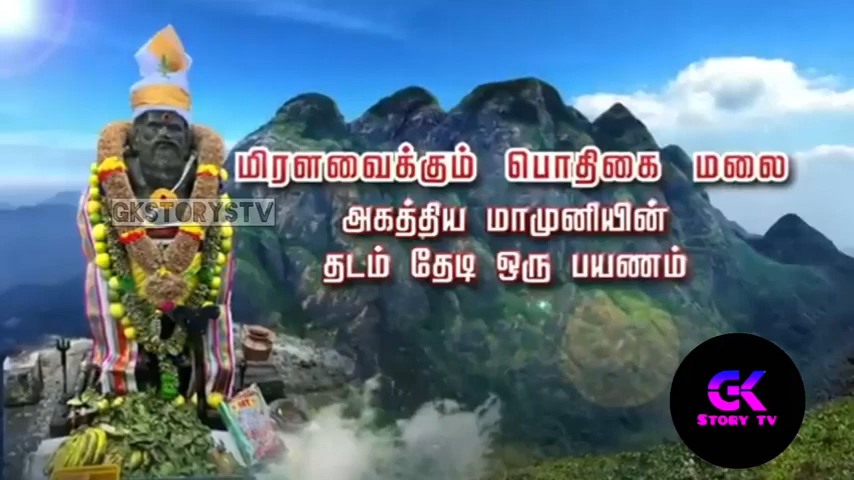 மிரளவைக்கும் பொதிகை மலை
அகத்திய மாமுனியின்
தடம் தேடி ஒரு பயணம்
GKSTORYSTV
GK
STORY TV